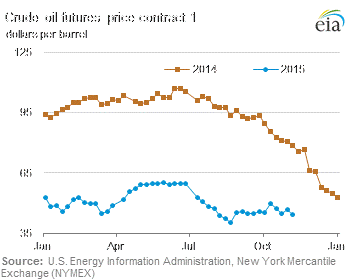 Crude oil futures price contract 1
dollars per barrel
eia
125
2014
2015
95
65
35
Jan
Apr
Jul
Oct
Jan
Source: U.S. Energy Information Administration, New York Mercantile
Exchange (NYMEX)